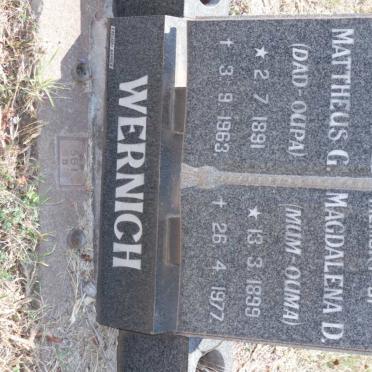 MATTHEUS G.
(DAD-OUPA)
★ 2 7 1891
† 3 9 1963
MAGDALENA D.
(MUM-OUMA)
★ 13 3 1899
† 26 4 1977
WERNICH